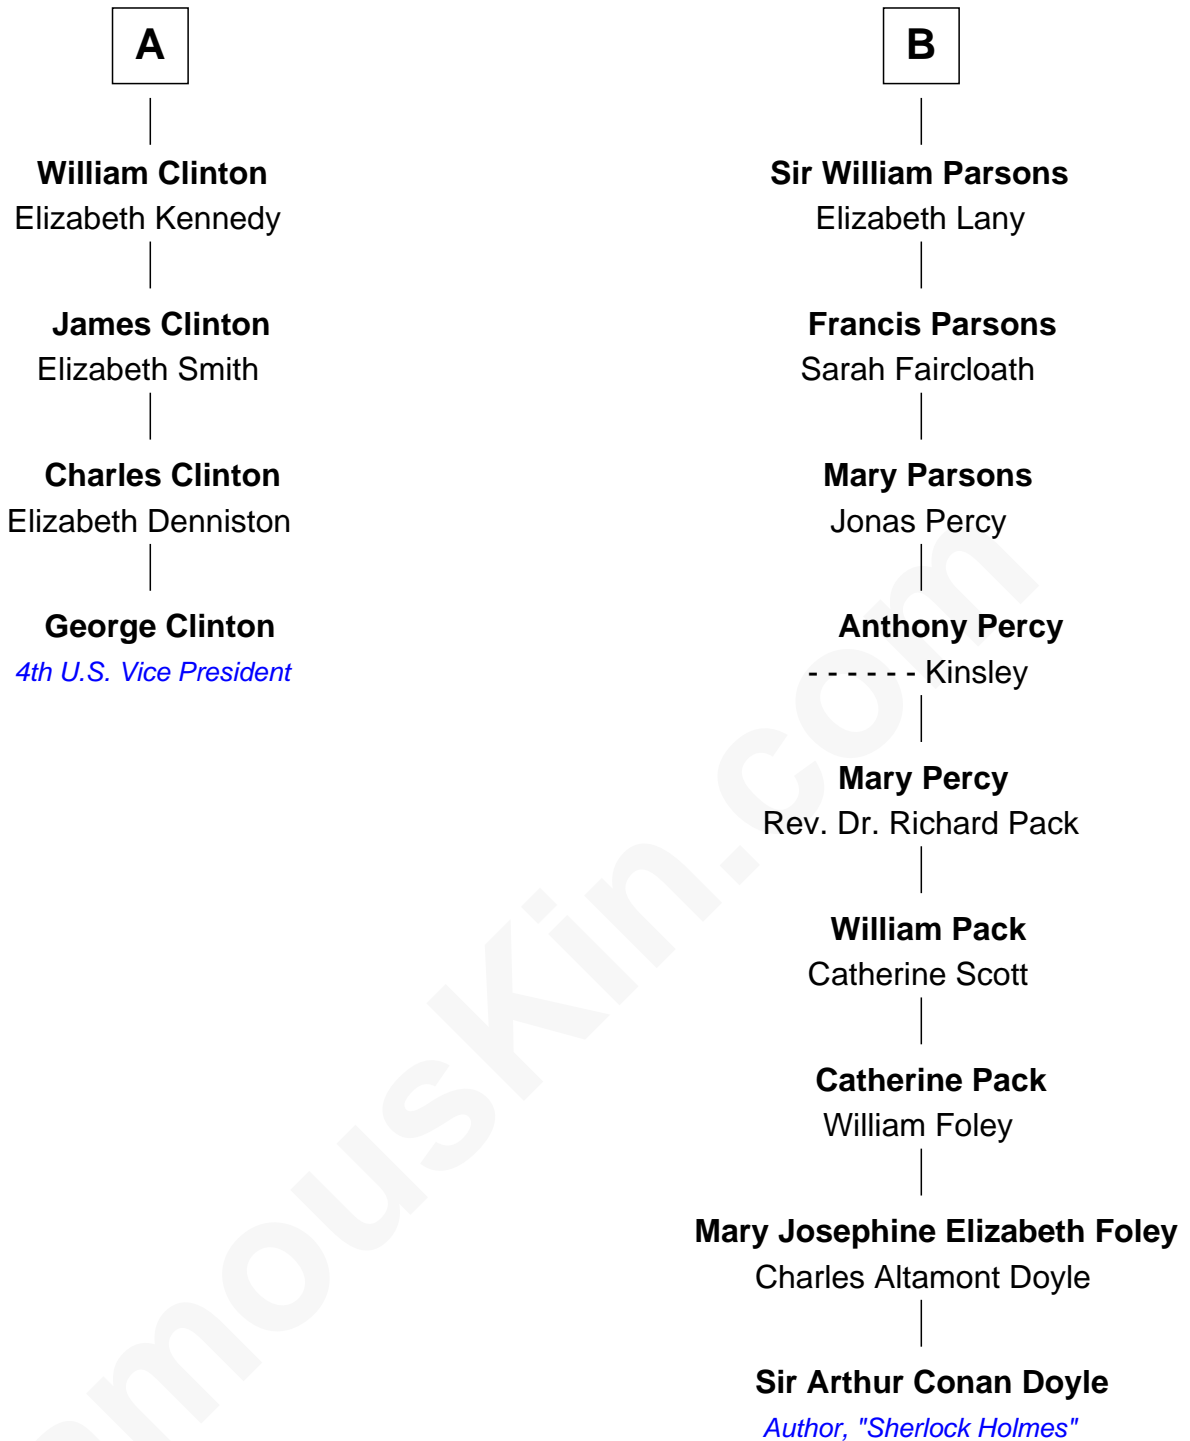 A
William Clinton
Elizabeth Kennedy
James Clinton
Elizabeth Smith
Charles Clinton
Elizabeth Denniston
George Clinton
4th U.S. Vice President
B
Sir William Parsons
Elizabeth Lany
Francis Parsons
Sarah Faircloath
Mary Parsons
Jonas Percy
Anthony Percy
- - - - - - Kinsley
Mary Percy
Rev. Dr. Richard Pack
William Pack
Catherine Scott
Catherine Pack
William Foley
Mary Josephine Elizabeth Foley
Charles Altamont Doyle
Sir Arthur Conan Doyle
Author, "Sherlock Holmes"
amouskin.com